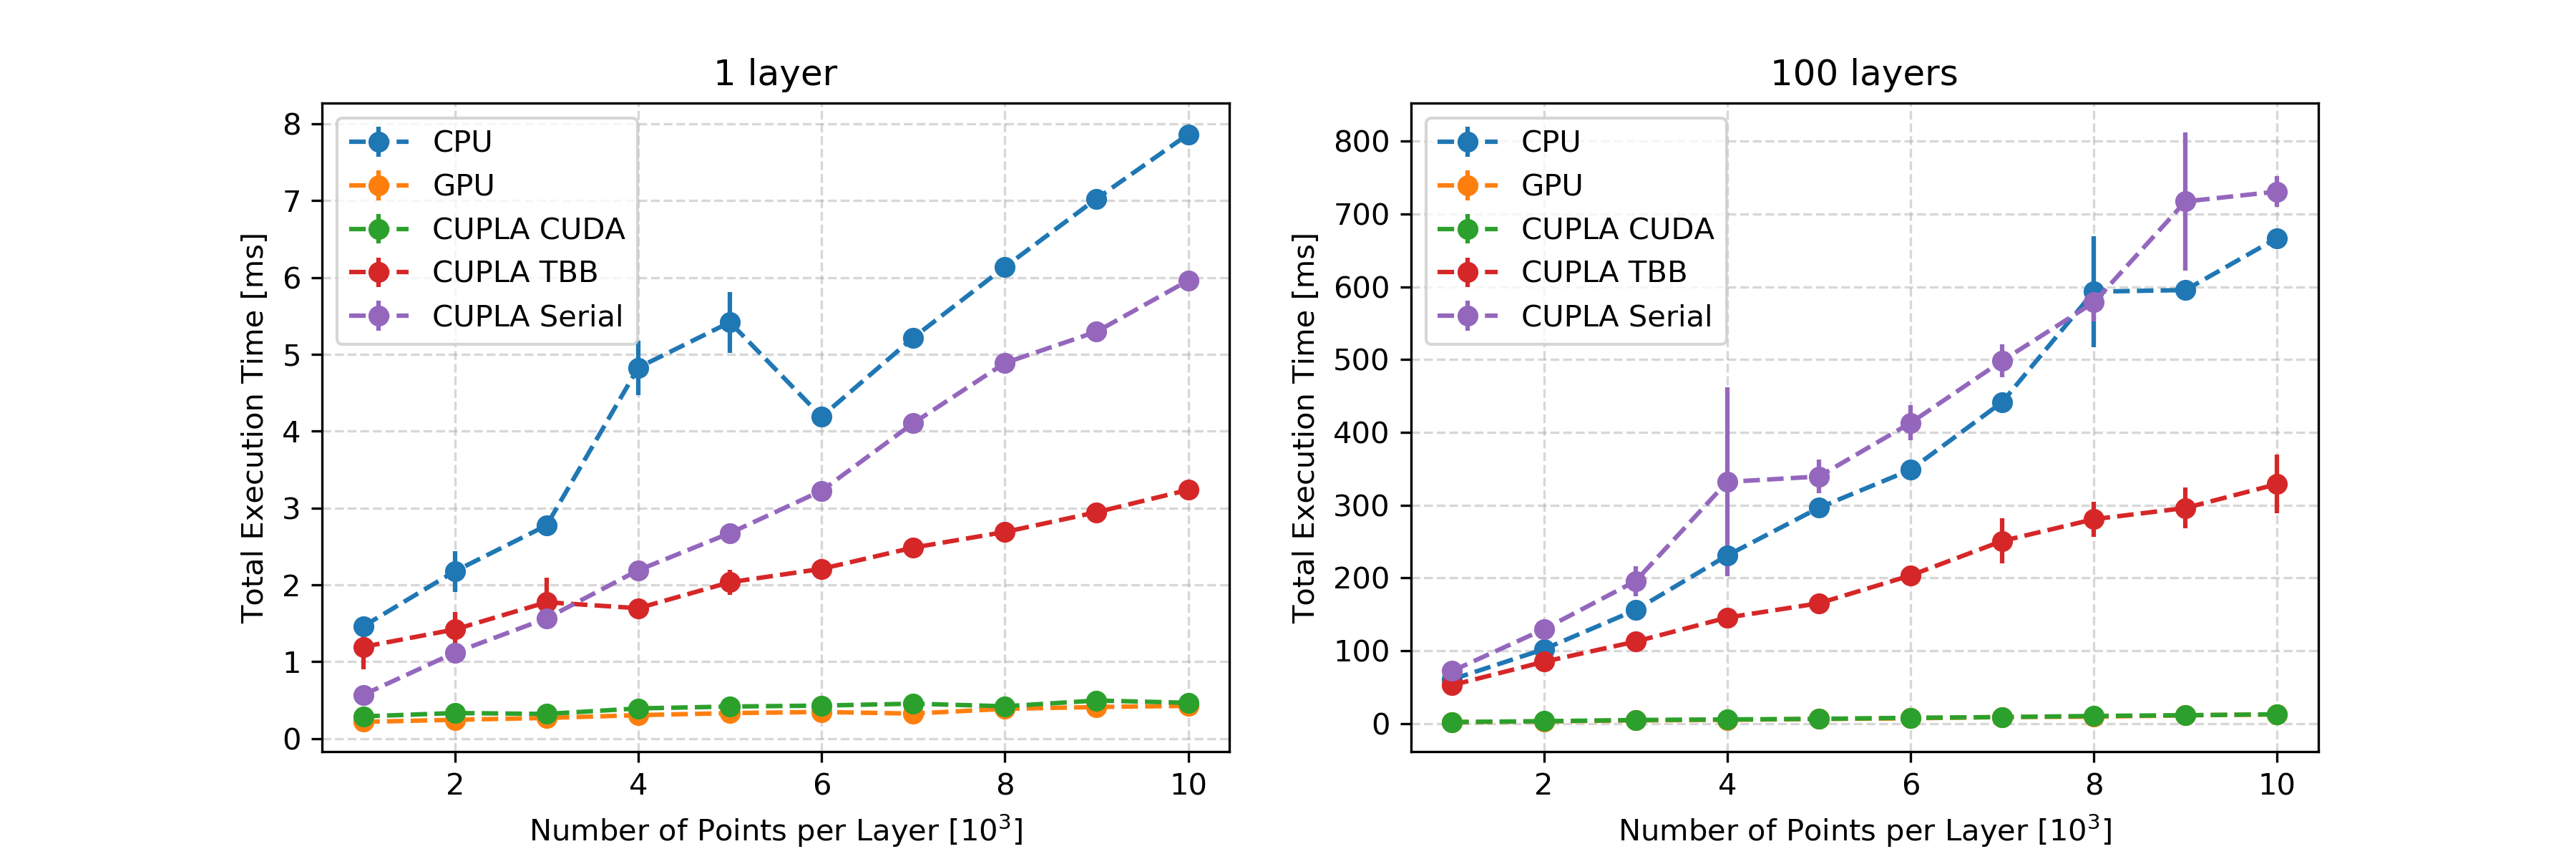 1 layer
8
7
6
5
4
3
2
1
0
Total Execution Time [ms]
CPU
GPU
CUPLA CUDA
CUPLA TBB
CUPLA Serial
2 4 6 8 10
Number of Points per Layer [10³]
100 layers
800
700
600
500
400
300
200
100
0
Total Execution Time [ms]
CPU
GPU
CUPLA CUDA
CUPLA TBB
CUPLA Serial
2 4 6 8 10
Number of Points per Layer [10³]